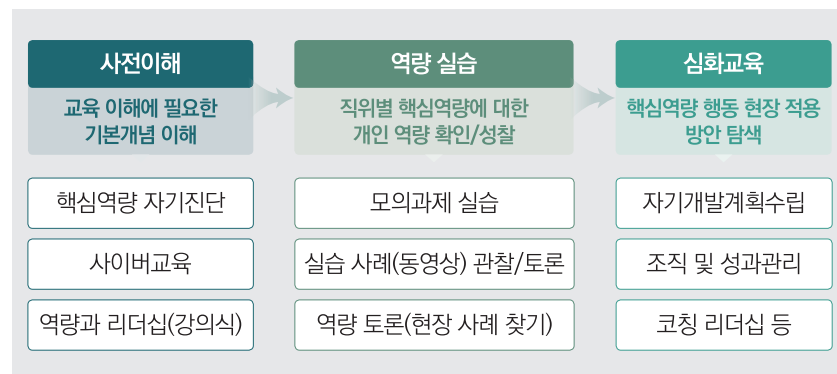 사전이해
교육 이해에 필요한
기본개념 이해
핵심역량 자기진단
사이버교육
역량과 리더십(강의식)
역량 실습
직위별 핵심역량에 대한
개인 역량 확인/성찰
모의과제 실습
실습 사례(동영상) 관찰/토론
역량 토론(현장 사례 찾기)
심화교육
핵심역량 행동 현장 적용
방안 탐색
자기개발계획수립
조직 및 성과관리
코칭 리더십 등